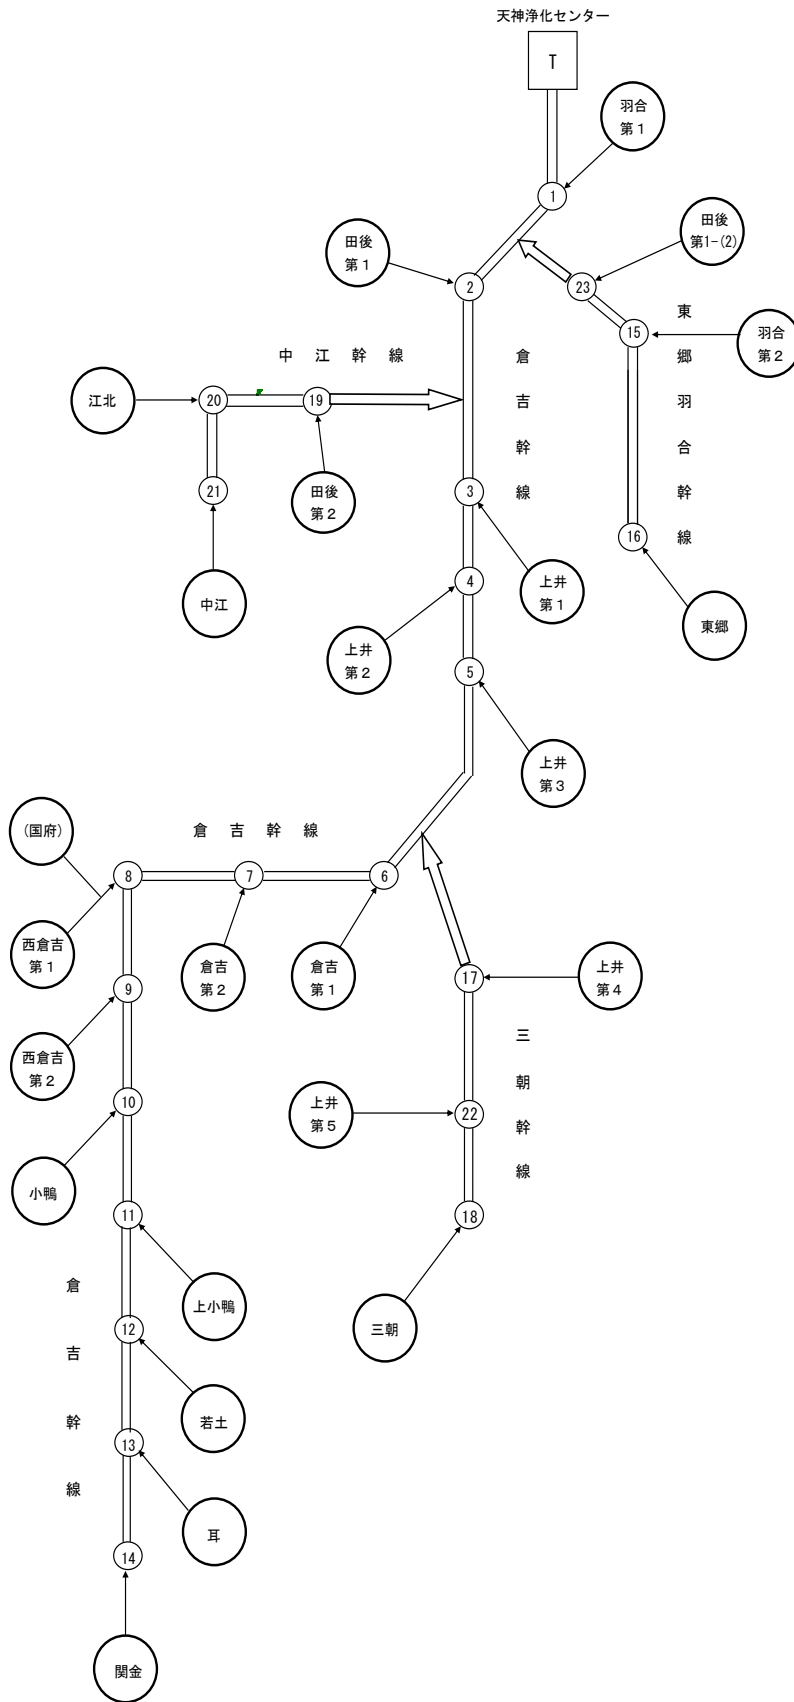 天神浄化センター
T
羽合
第１
1
田後
第1-(2)
田後
第１
2
23
東郷羽合幹線
15
羽合
第２
中江幹線
倉吉幹線
江北
20
19
21
田後
第２
3
16
上井
第１
4
中江
東郷
上井
第２
5
上井
第３
(国府)
倉吉幹線
8
7
6
西倉吉
第１
倉吉
第２
倉吉
第１
17
上井
第４
9
三朝幹線
西倉吉
第２
10
上井
第５
22
小鴨
11
18
倉吉幹線
上小鴨
三朝
12
若土
13
耳
14
関金